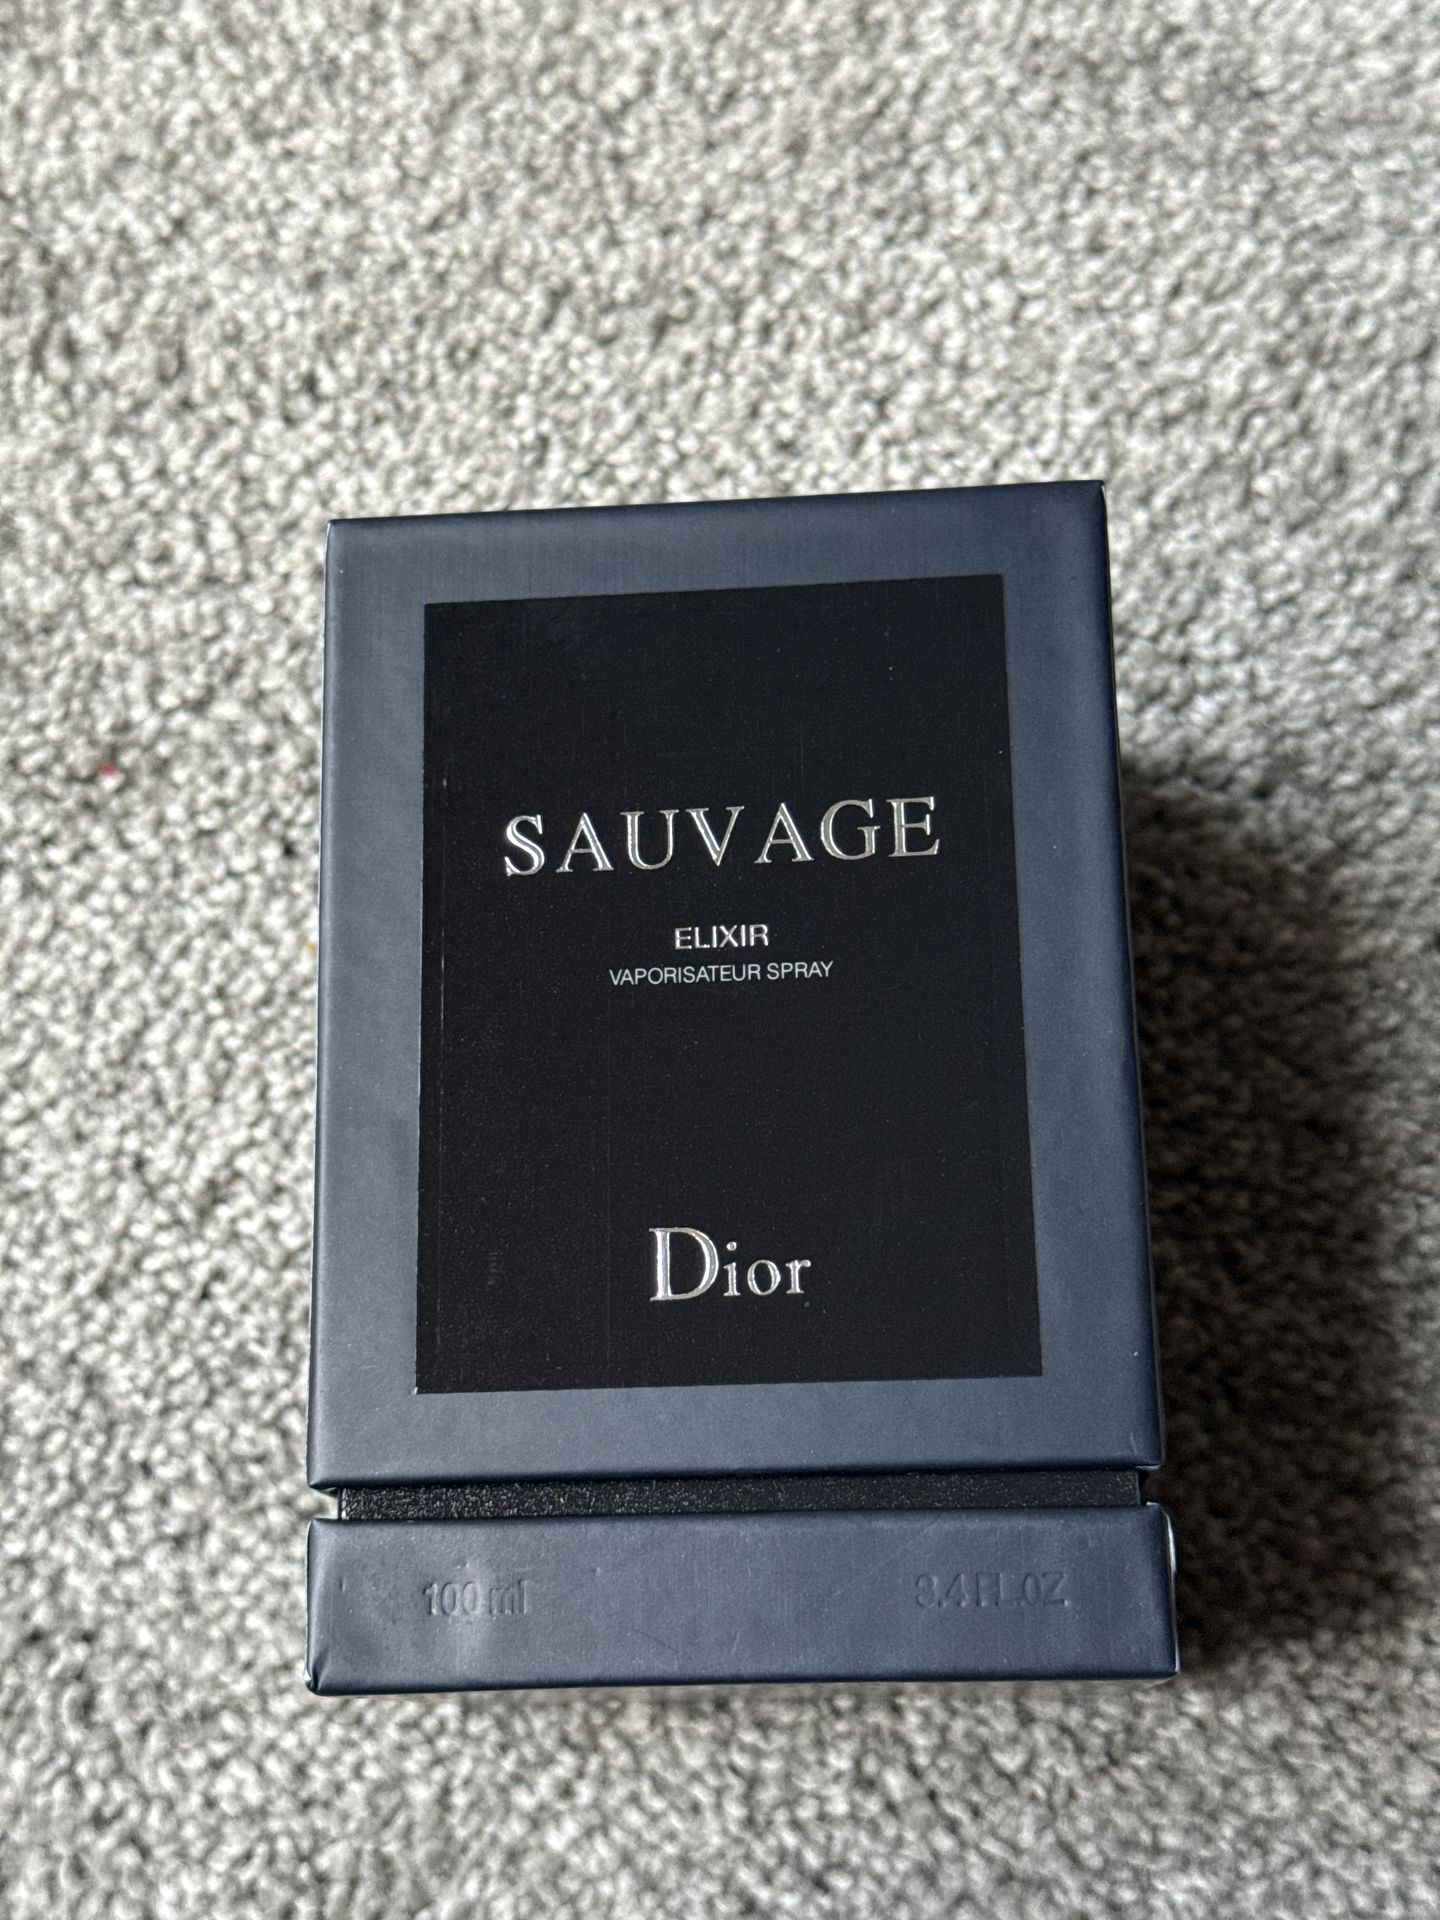 SAUVAGE
ELIXIR
VAPORISATEUR SPRAY
Dior
100 ml 3.4 FL.OZ